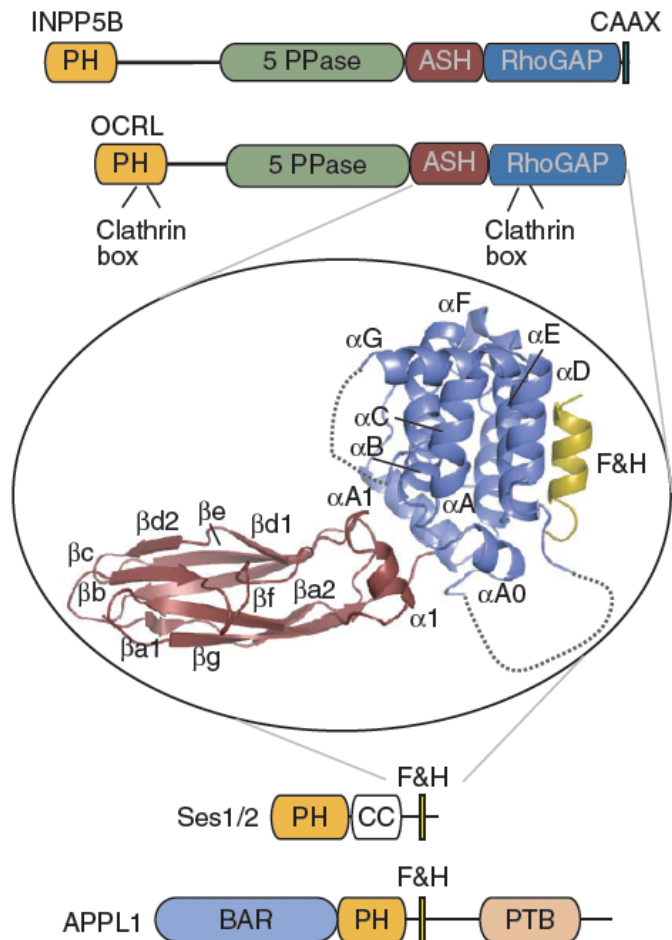 INPP5B CAAX
PH 5 PPase ASH RhoGAP
OCRL
PH 5 PPase ASH RhoGAP
Clathrin box
Clathrin box
αF
αG αE
αD
αC
αB F&H
αA1 αA
βe
βd2 βd1
βc
βb βf βa2 αA0
α1
βa1 βg
F&H
Ses1/2 PH CC
F&H
APPL1 BAR PH PTB